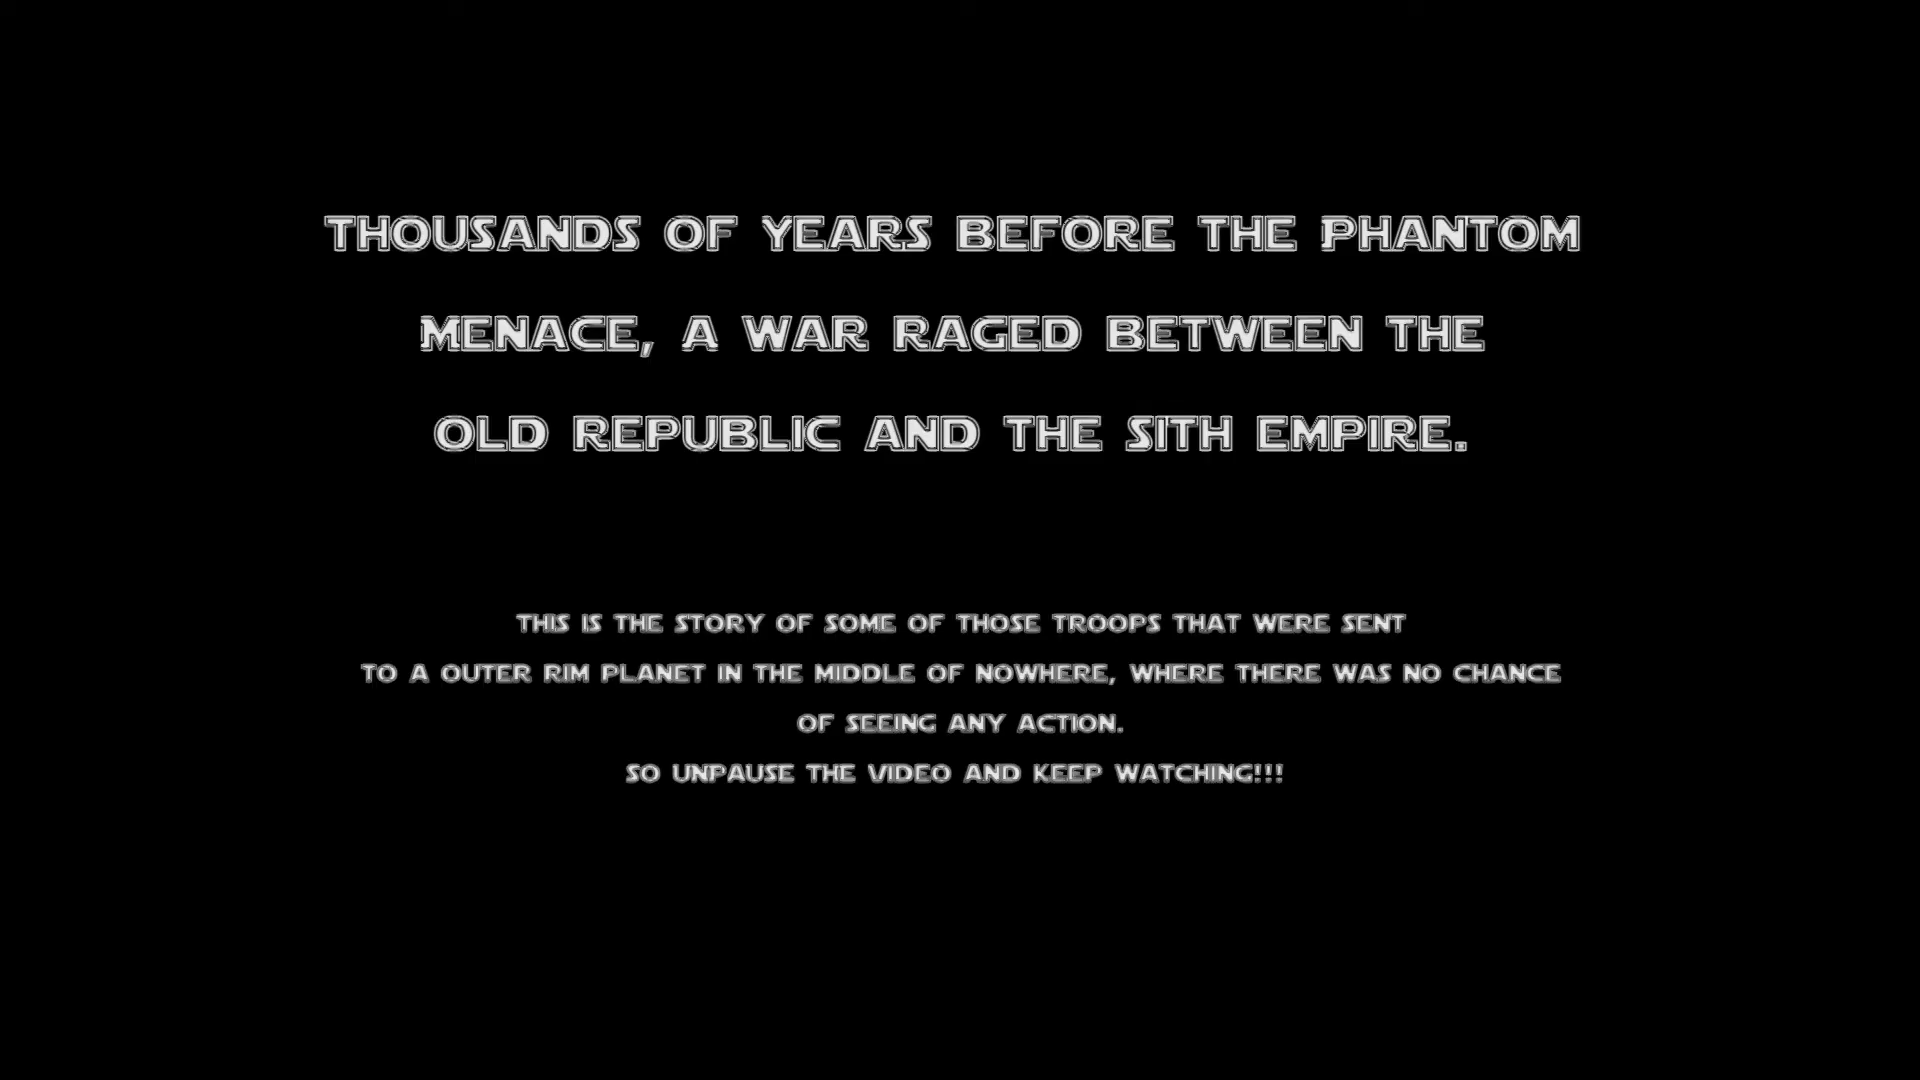 THOUSANDS OF YEARS BEFORE THE PHANTOM
MENACE, A WAR RAGED BETWEEN THE
OLD REPUBLIC AND THE SITH EMPIRE.
THIS IS THE STORY OF SOME OF THOSE TROOPS THAT WERE SENT
TO A OUTER RIM PLANET IN THE MIDDLE OF NOWHERE, WHERE THERE WAS NO CHANCE
OF SEEING ANY ACTION.
SO UNPAUSE THE VIDEO AND KEEP WATCHING!!!